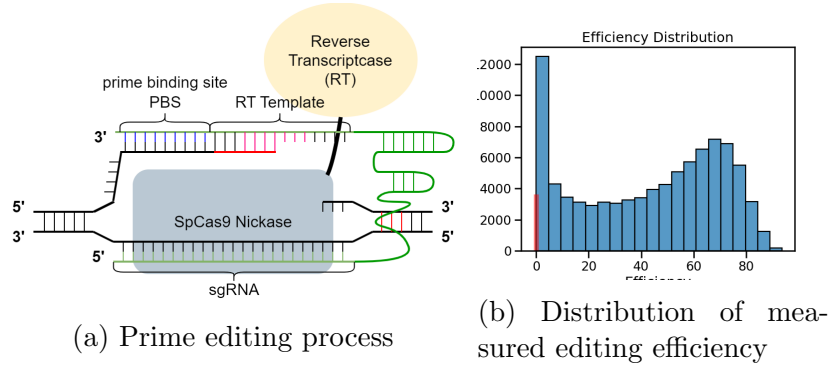 Reverse
Transcriptcase
(RT)
prime binding site
PBS
RT Template
3'
5'
3'
3'
5'
SpCas9 Nickase
5'
sgRNA
(a) Prime editing process
Efficiency Distribution
2000
0000
8000
6000
4000
2000
0
0
20
40
60
80
(b) Distribution of mea-
sured editing efficiency